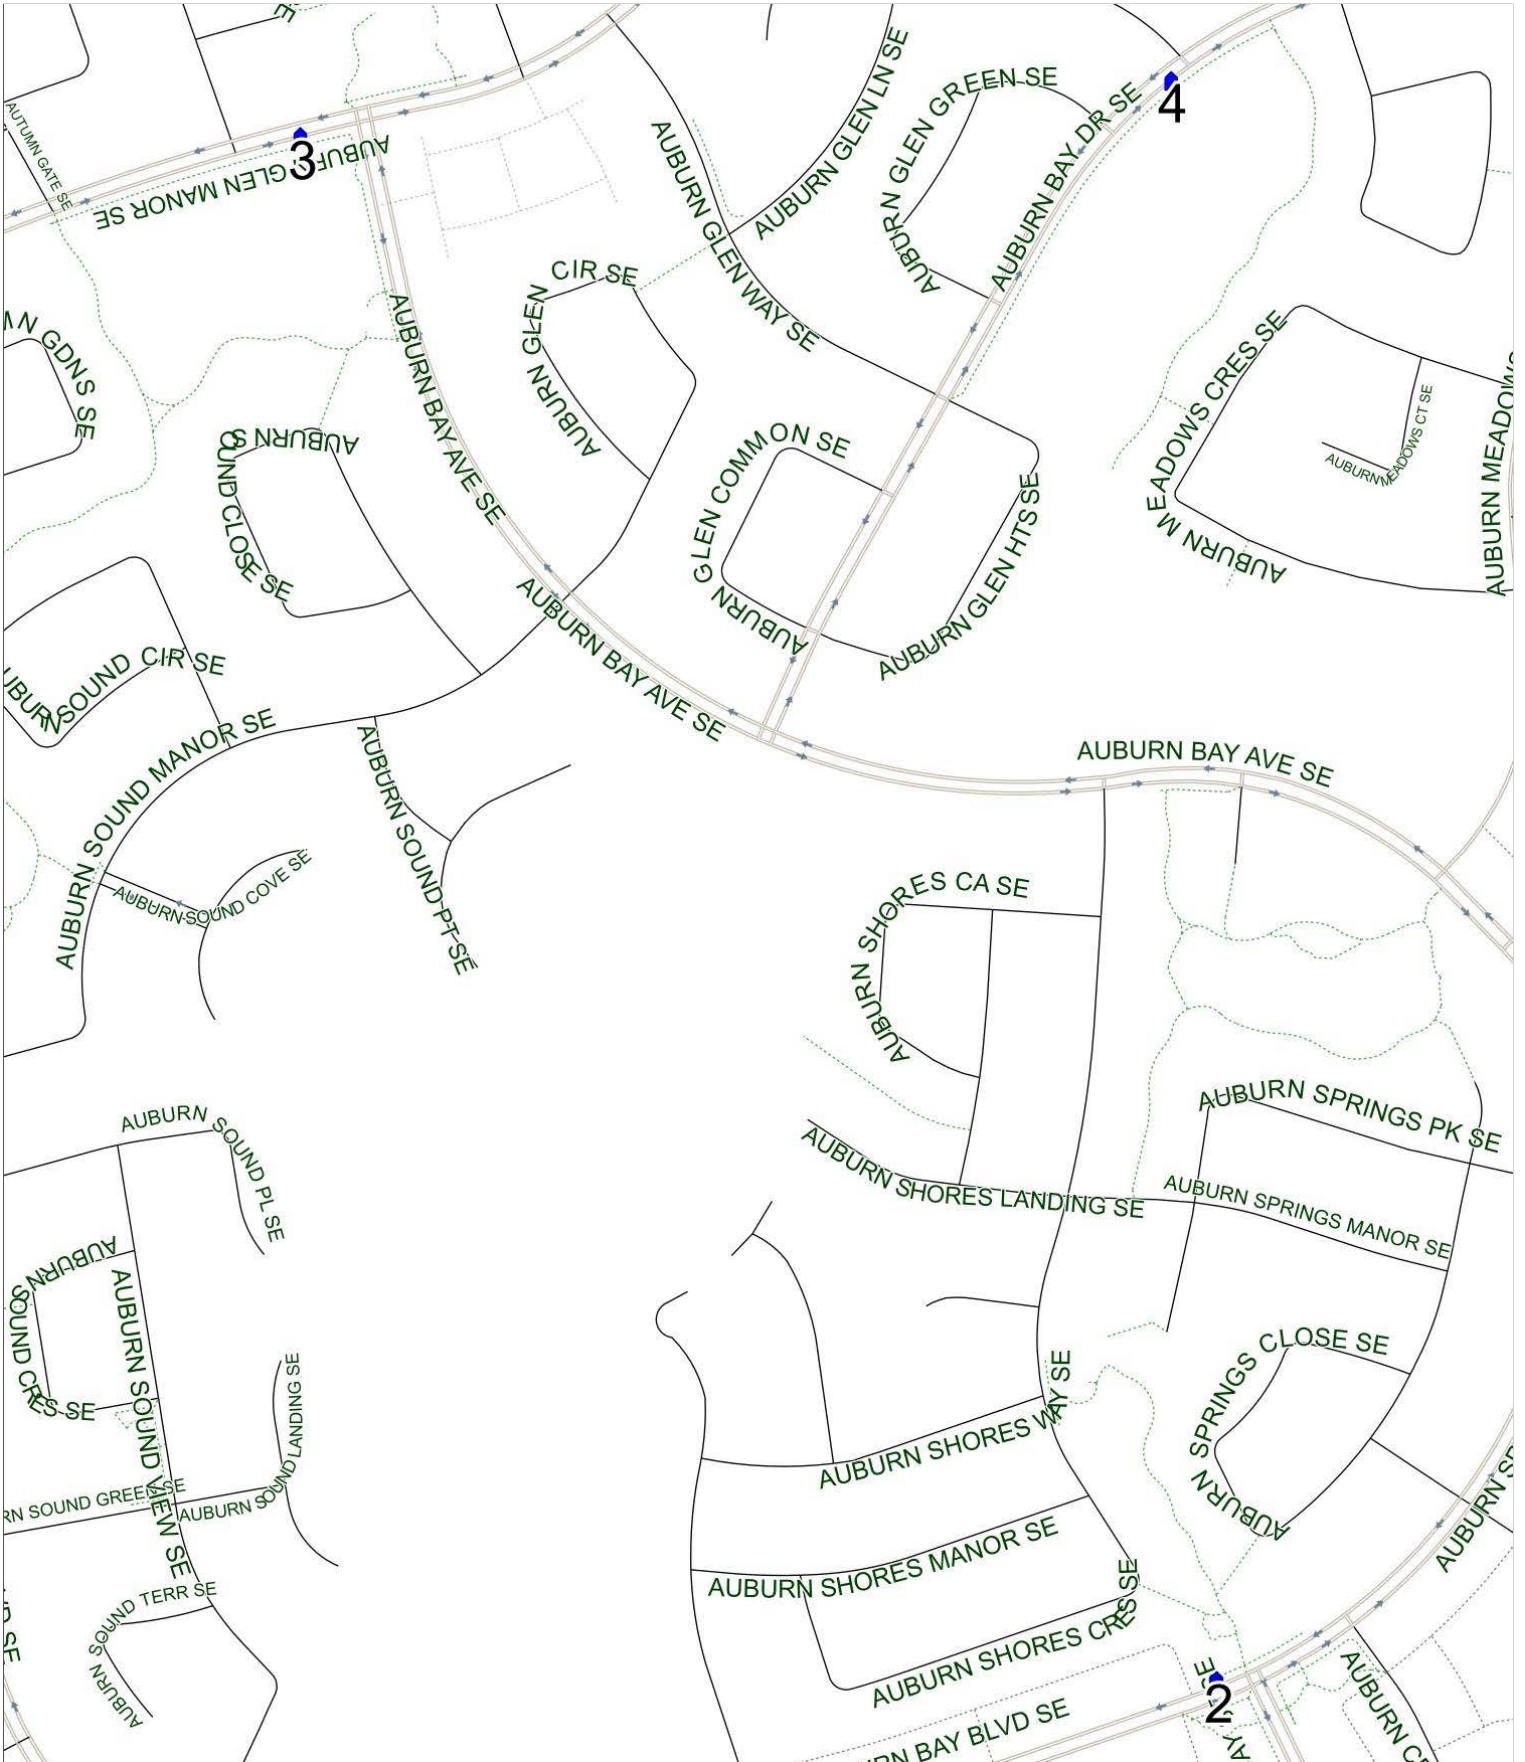 4
AUTUMN GATE SE
3
AUBURN GLEN MANOR SE
AUBURN GLEN WAY SE
AUBURN GLEN LN SE
AUBURN GLEN GREEN SE
AUBURN BAY DR SE
AUBURN GLEN CIR SE
GDNS SE
AUBURN BAY AVE SE
AUBURN SOUND CLOSE SE
AUBURN GLEN COMMON SE
AUBURN GLEN HTS SE
AUBURN MEADOWS CRES SE
AUBURN MEADOWS CT SE
AUBURN MEADOWS
AUBURN BAY AVE SE
UBURN SOUND CIR SE
AUBURN SOUND MANOR SE
AUBURN SOUND PT SE
AUBURN BAY AVE SE
AUBURN SOUND COVE SE
AUBURN SHORES CA SE
AUBURN SPRINGS PK SE
AUBURN SOUND PL SE
AUBURN SHORES LANDING SE
AUBURN SPRINGS MANOR SE
AUBURN SOUND CRES SE
AUBURN SOUND VIEW SE
AUBURN SOUND LANDING SE
RN SOUND GREEN SE
AUBURN SPRINGS CLOSE SE
AUBURN SHORES WAY SE
AUBURN SHORES MANOR SE
AUBURN SHORES CRES SE
AUBURN SOUND TERR SE
RN BAY BLVD SE
2
AUBURN